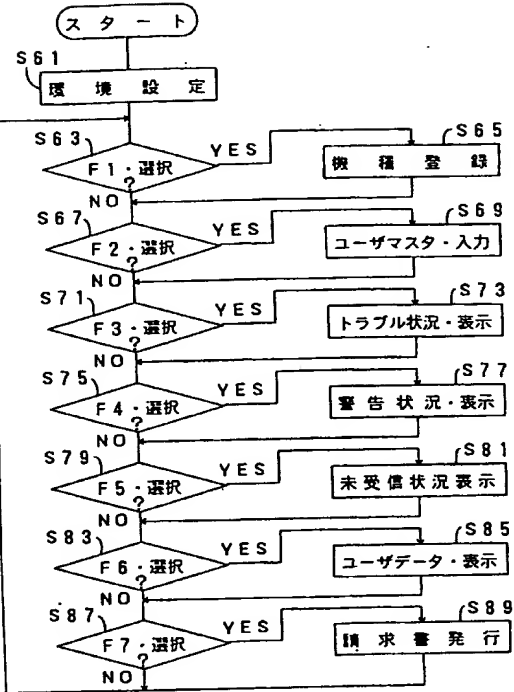 スタート
S61
環境設定
S63
F1・選択
?
YES
S65
機種登録
NO
S67
F2・選択
?
YES
S69
ユーザマスタ・入力
NO
S71
F3・選択
?
YES
S73
トラブル状況・表示
NO
S75
F4・選択
?
YES
S77
警告状況・表示
NO
S79
F5・選択
?
YES
S81
未受信状況表示
NO
S83
F6・選択
?
YES
S85
ユーザデータ・表示
NO
S87
F7・選択
?
YES
S89
請求書発行
NO